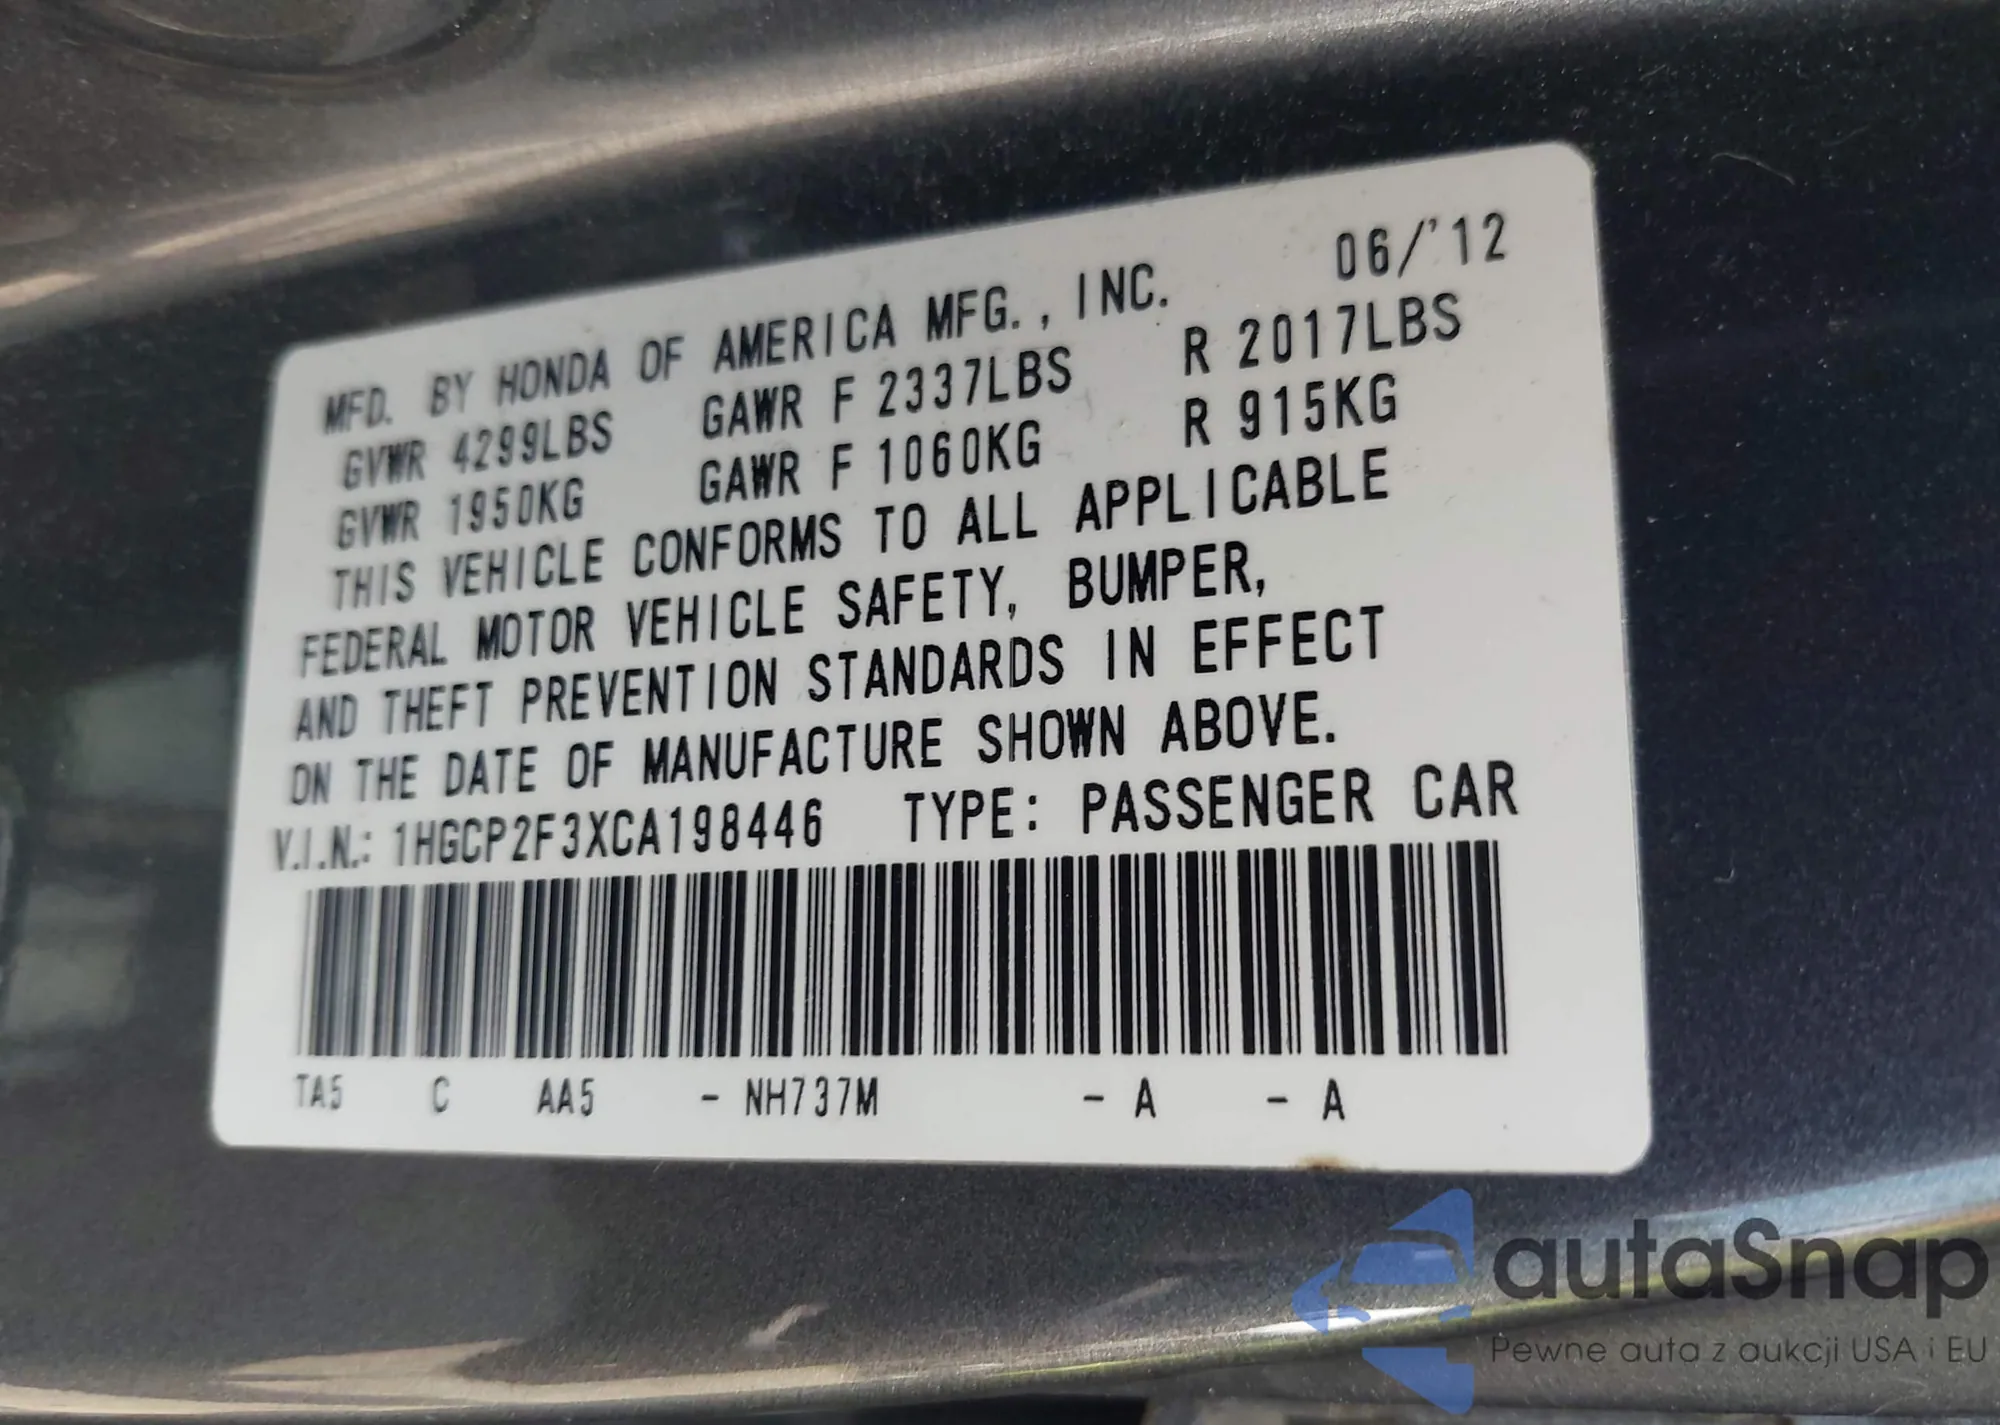 MFD. BY HONDA OF AMERICA MFG., INC. 06/'12
GVWR 4299LBS GAWR F 2337LBS R 2017LBS
GVWR 1950KG GAWR F 1060KG R 915KG
THIS VEHICLE CONFORMS TO ALL APPLICABLE
FEDERAL MOTOR VEHICLE SAFETY, BUMPER,
AND THEFT PREVENTION STANDARDS IN EFFECT
ON THE DATE OF MANUFACTURE SHOWN ABOVE.
V.I.N.: 1HGCP2F3XCA198446 TYPE: PASSENGER CAR
TA5 C AA5 - NH737M - A - A
autaSnap
Pewne auta z aukcji USA i EU